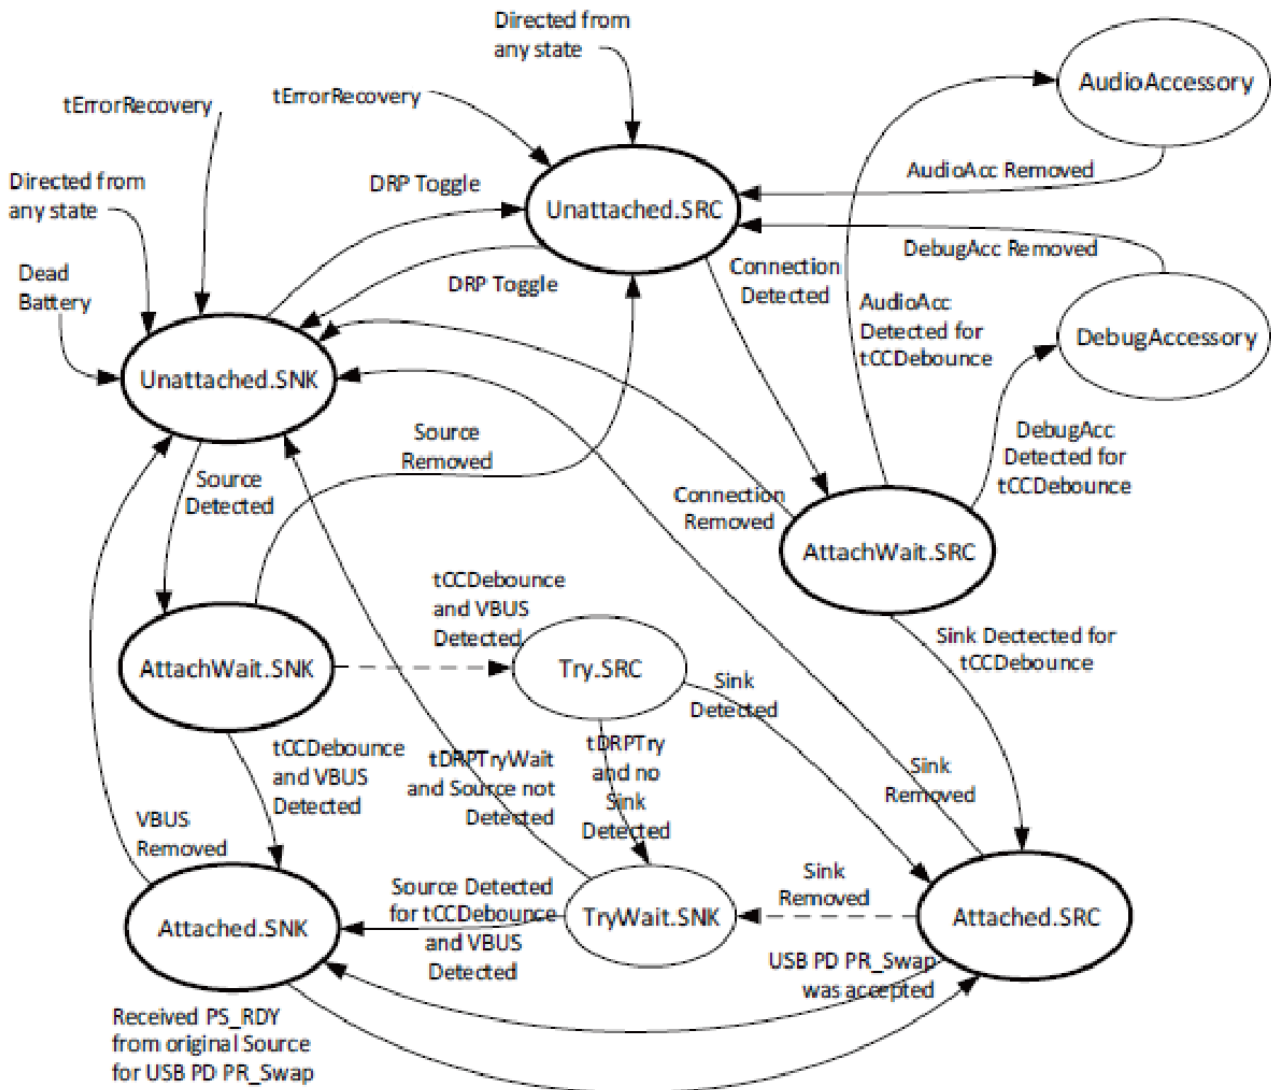 Directed from
any state
tErrorRecovery
tErrorRecovery
AudioAccessory
Directed from
any state
DRP Toggle
AudioAcc Removed
Unattached.SRC
DebugAcc Removed
Dead
Battery
DRP Toggle
Connection
Detected
AudioAcc
Detected for
tCCDebounce
DebugAccessory
Unattached.SNK
Source
Removed
DebugAcc
Detected for
tCCDebounce
Source
Detected
Connection
Removed
AttachWait.SRC
tCCDebounce
and VBUS
Detected
Sink Dectected for
tCCDebounce
AttachWait.SNK
Try.SRC
Sink
Detected
tCCDebounce
and VBUS
Detected
tDRPTryWait
and Source not
Detected
tDRPTry
and no
Sink
Detected
Sink
Removed
VBUS
Removed
Source Detected
for tCCDebounce
and VBUS
Detected
Sink
Removed
Attached.SNK
TryWait.SNK
Attached.SRC
USB PD PR_Swap
was accepted
Received PS_RDY
from original Source
for USB PD PR_Swap